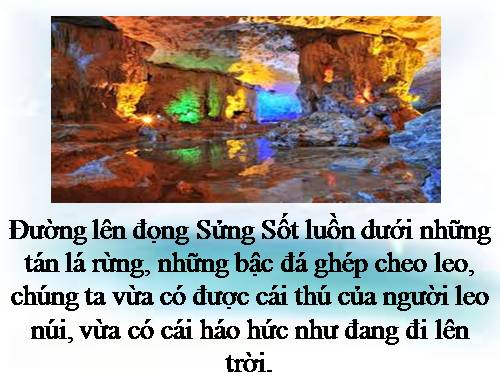 Đường lên đọng Sửng Sốt luồn dưới những
tán lá rừng, những bậc đá ghép cheo leo,
chúng ta vừa có được cái thú của người leo
núi, vừa có cái háo hức như đang đi lên
trời.